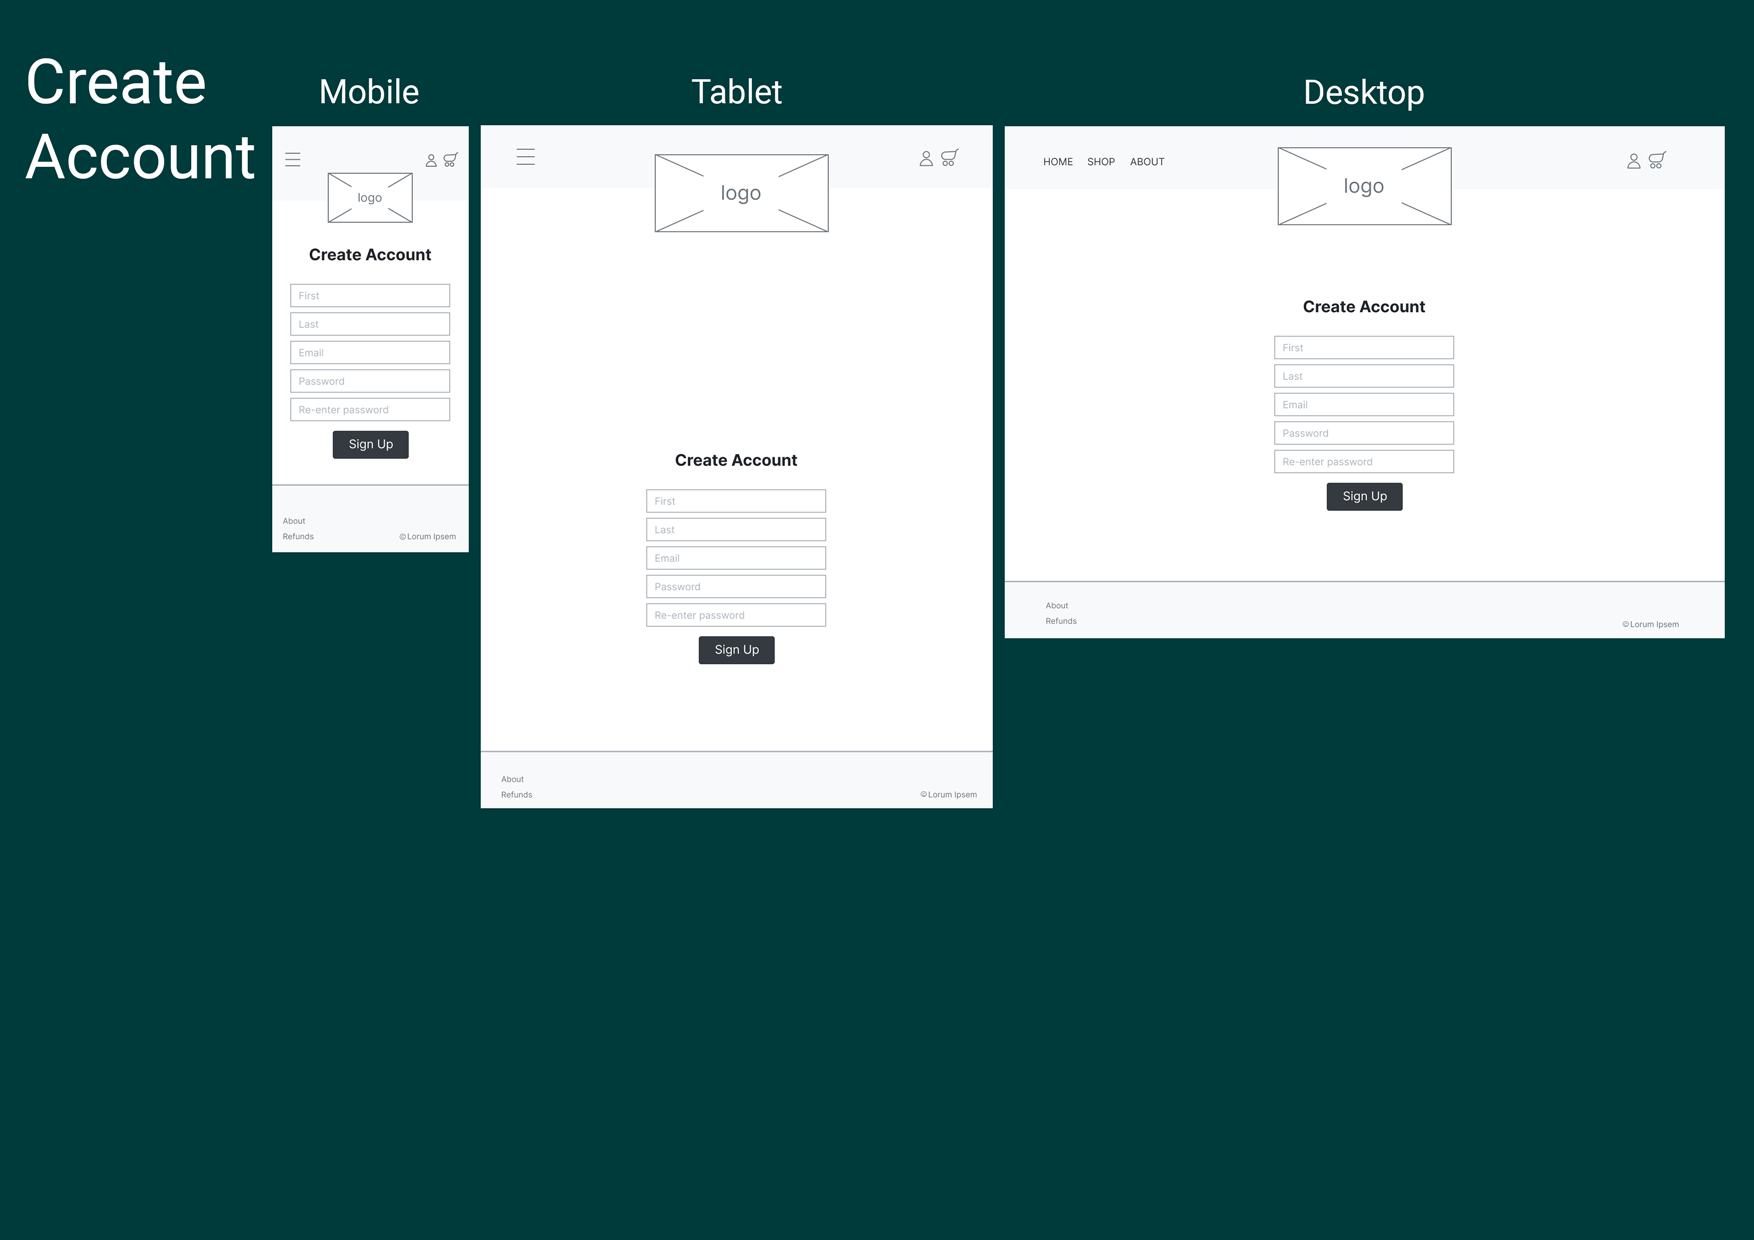 Create
Account
Mobile
logo
Create Account
First
Last
Email
Password
Re-enter password
Sign Up
About
Refunds
© Lorum Ipsem
Tablet
logo
Create Account
First
Last
Email
Password
Re-enter password
Sign Up
About
Refunds
© Lorum Ipsem
Desktop
HOME SHOP ABOUT
logo
Create Account
First
Last
Email
Password
Re-enter password
Sign Up
About
Refunds
© Lorum Ipsem